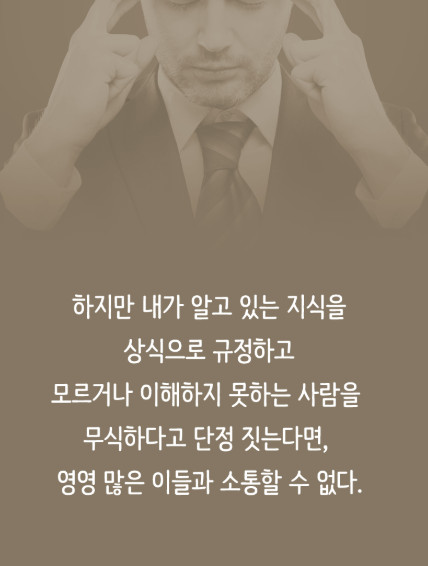 하지만 내가 알고 있는 지식을
상식으로 규정하고
모르거나 이해하지 못하는 사람을
무식하다고 단정 짓는다면,
영영 많은 이들과 소통할 수 없다.